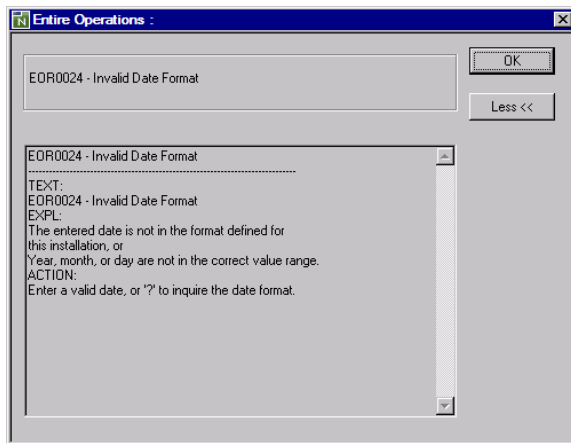 Entire Operations :
EOR0024 - Invalid Date Format
OK
Less <<
EOR0024 - Invalid Date Format
--------------------------------------------------------------------------------
TEXT:
EOR0024 - Invalid Date Format
EXPL:
The entered date is not in the format defined for
this installation, or
Year, month, or day are not in the correct value range.
ACTION:
Enter a valid date, or '?' to inquire the date format.